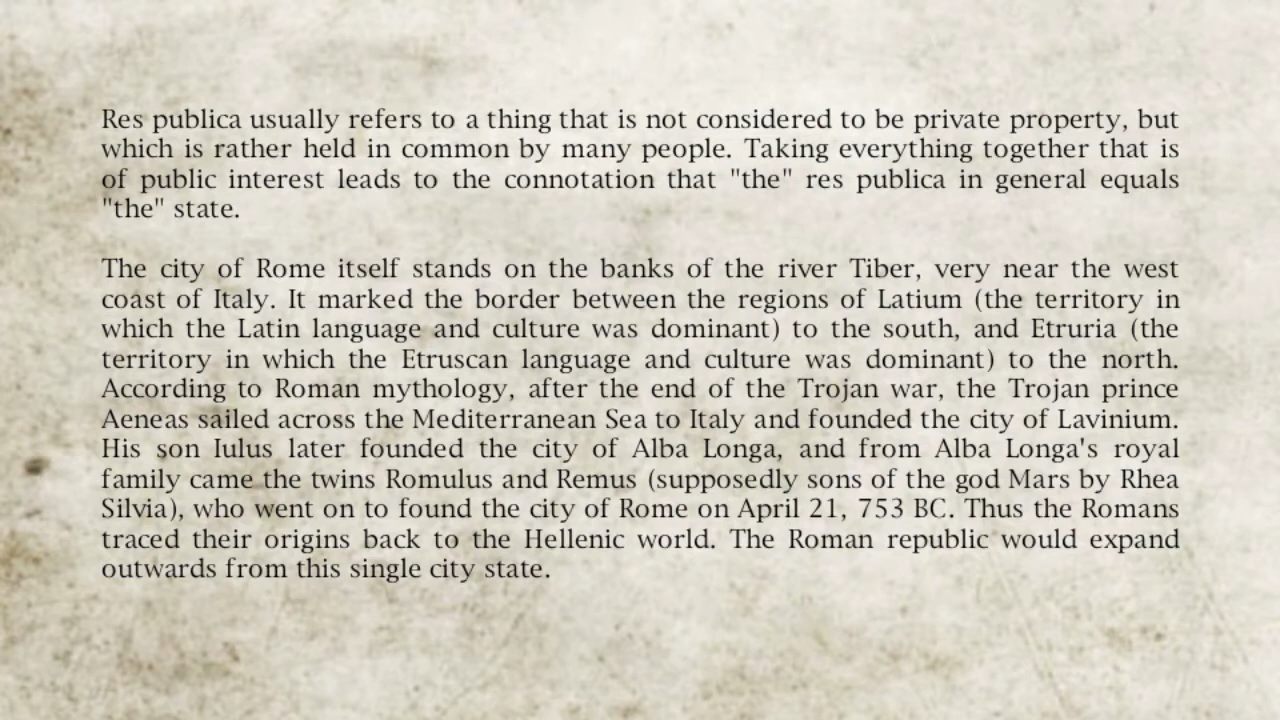 Res publica usually refers to a thing that is not considered to be private property, but
which is rather held in common by many people. Taking everything together that is
of public interest leads to the connotation that "the" res publica in general equals
"the" state.
The city of Rome itself stands on the banks of the river Tiber, very near the west
coast of Italy. It marked the border between the regions of Latium (the territory in
which the Latin language and culture was dominant) to the south, and Etruria (the
territory in which the Etruscan language and culture was dominant) to the north.
According to Roman mythology, after the end of the Trojan war, the Trojan prince
Aeneas sailed across the Mediterranean Sea to Italy and founded the city of Lavinium.
His son Iulus later founded the city of Alba Longa, and from Alba Longa's royal
family came the twins Romulus and Remus (supposedly sons of the god Mars by Rhea
Silvia), who went on to found the city of Rome on April 21, 753 BC. Thus the Romans
traced their origins back to the Hellenic world. The Roman republic would expand
outwards from this single city state.